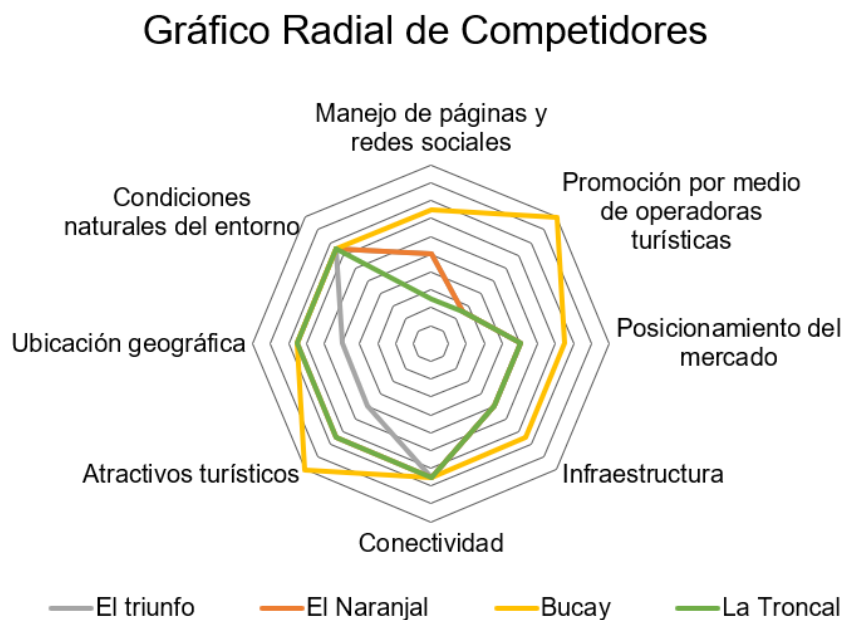 Gráfico Radial de Competidores
Manejo de páginas y
redes sociales
Promoción por medio
de operadoras
turísticas
Posicionamiento del
mercado
Infraestructura
Conectividad
Atractivos turísticos
Ubicación geográfica
Condiciones
naturales del entorno
El triunfo
El Naranjal
Bucay
La Troncal